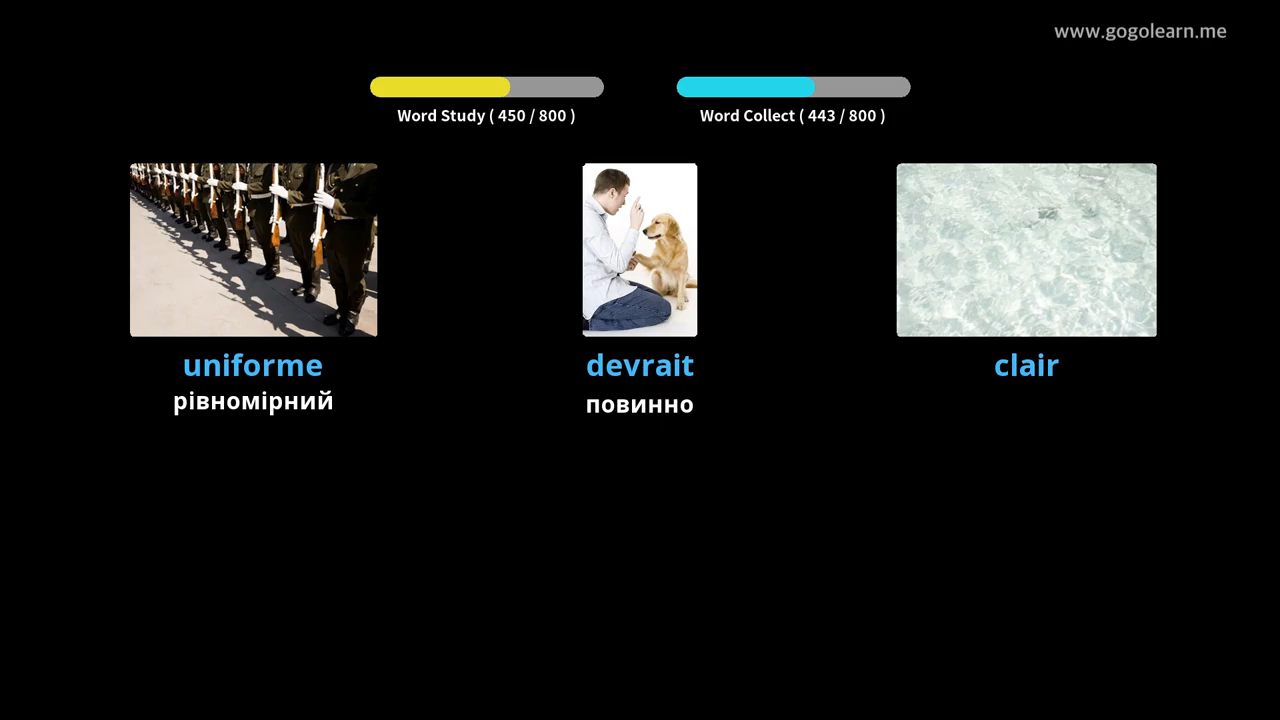 www.gogolearn.me
Word Study ( 450 / 800 )
Word Collect ( 443 / 800 )
uniforme
рівномірний
devrait
повинно
clair